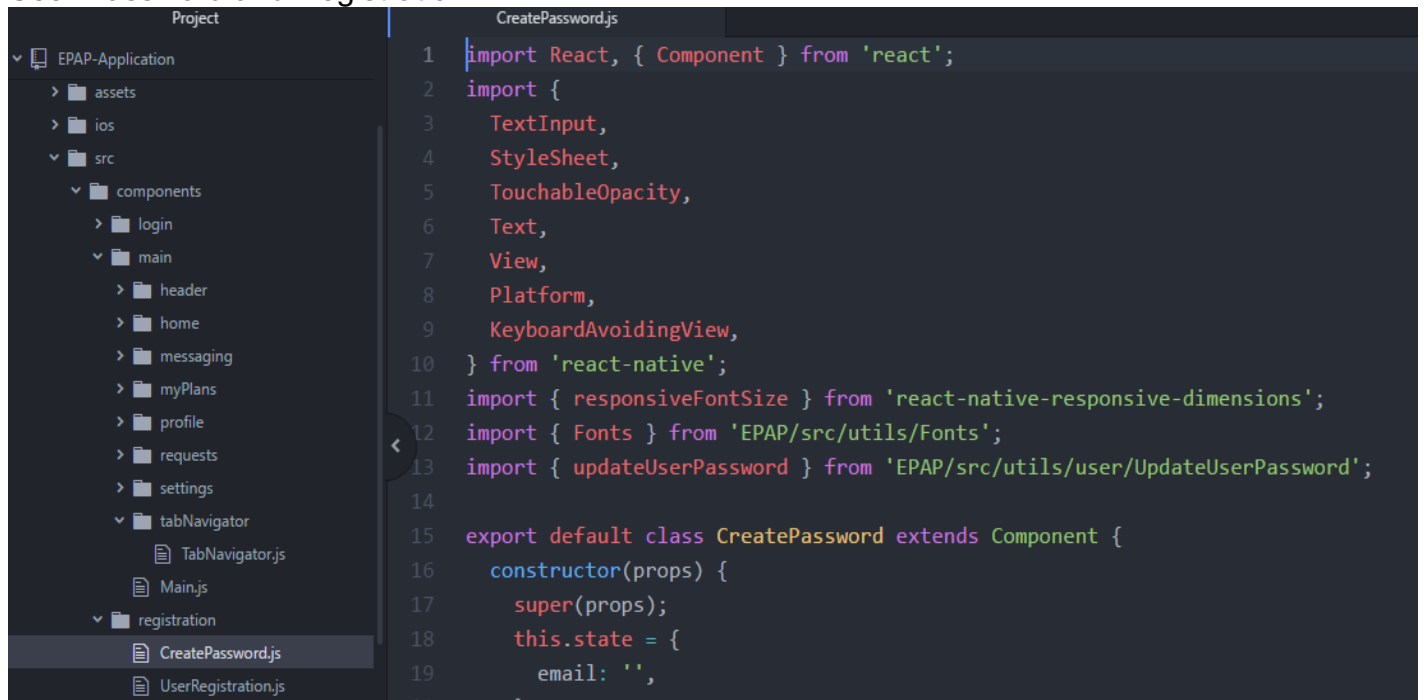 Project
EPAP-Application
assets
ios
src
components
login
main
header
home
messaging
myPlans
profile
requests
settings
tabNavigator
TabNavigator.js
Main.js
registration
CreatePassword.js
UserRegistration.js
CreatePassword.js
1 import React, { Component } from 'react';
2 import {
3 TextInput,
4 StyleSheet,
5 TouchableOpacity,
6 Text,
7 View,
8 Platform,
9 KeyboardAvoidingView,
10 } from 'react-native';
11 import { responsiveFontSize } from 'react-native-responsive-dimensions';
12 import { Fonts } from 'EPAP/src/utils/Fonts';
13 import { updateUserPassword } from 'EPAP/src/utils/user/UpdateUserPassword';
14
15 export default class CreatePassword extends Component {
16 constructor(props) {
17 super(props);
18 this.state = {
19 email: '',